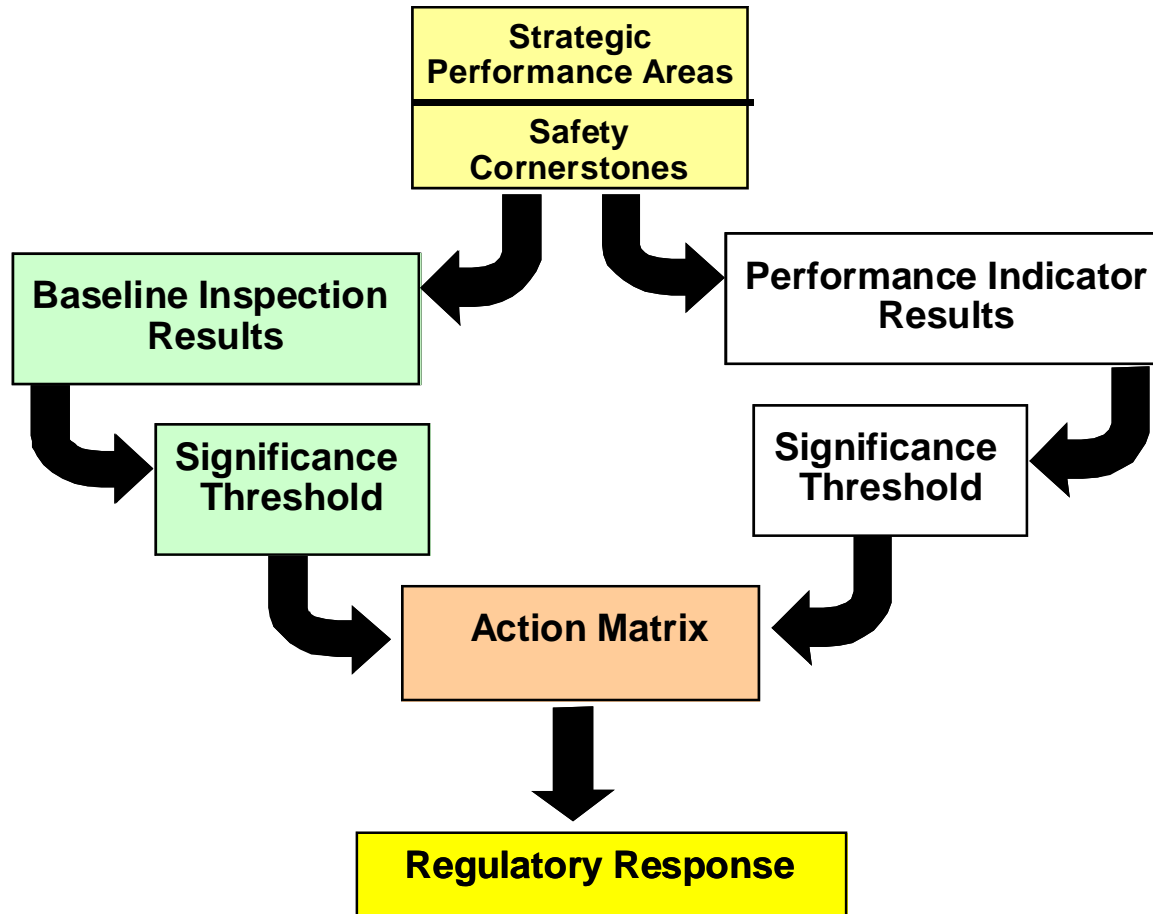 Strategic
Performance Areas
Safety
Cornerstones
Baseline Inspection
Results
Performance Indicator
Results
Significance
Threshold
Significance
Threshold
Action Matrix
Regulatory Response